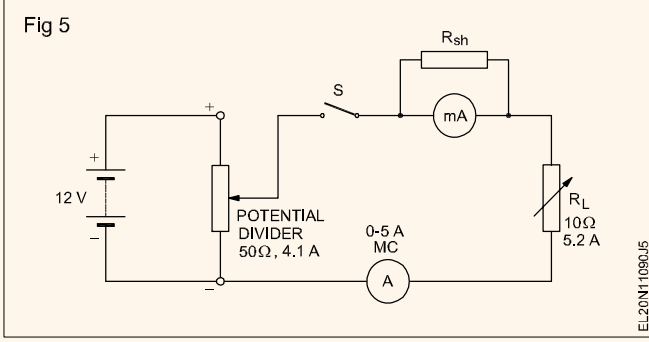 Fig 5
Rsh
S
mA
+
+
12 V
–
POTENTIAL
DIVIDER
50Ω, 4.1 A
–
0-5 A
MC
A
RL
10Ω
5.2 A
EL20N11090J5